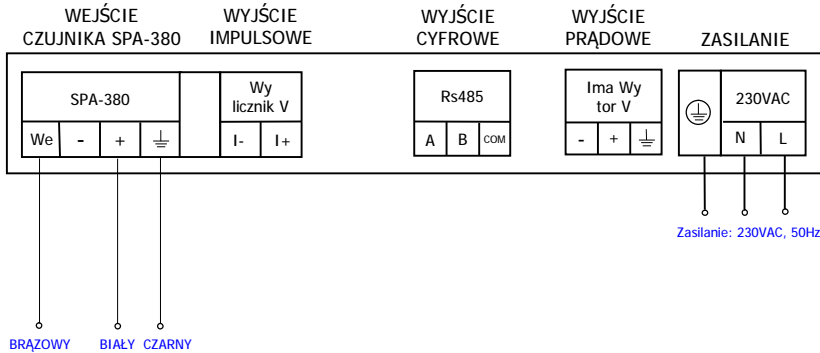 WEJŚCIE
CZUJNIKA SPA-380
WYJŚCIE
IMPULSOWE
WYJŚCIE
CYFROWE
WYJŚCIE
PRĄDOWE
ZASILANIE
SPA-380
We - +
Wy
licznik V
I- I+
Rs485
A B COM
Ima Wy
tor V
- +
230VAC
N L
Zasilanie: 230VAC, 50Hz
BRĄZOWY BIAŁY CZARNY